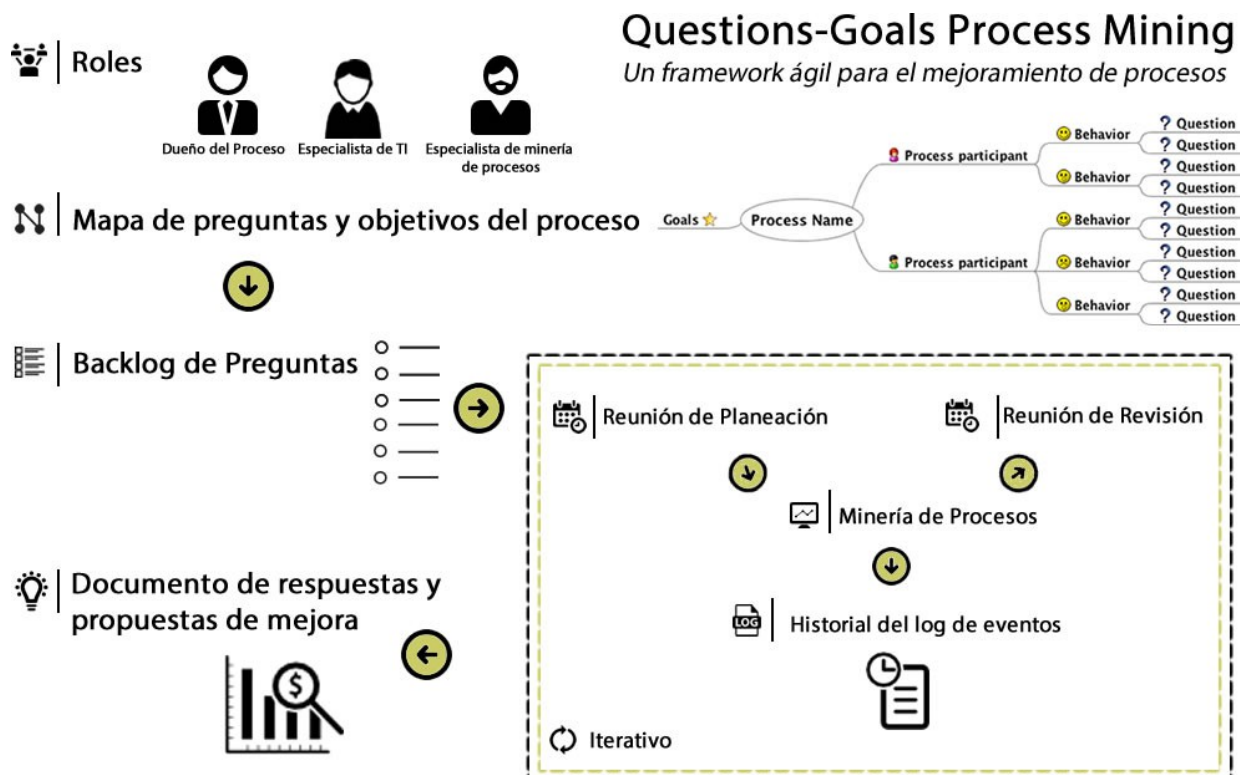 Questions-Goals Process Mining
Un framework ágil para el mejoramiento de procesos
Roles
Dueño del Proceso
Especialista de TI
Especialista de minería
de procesos
Mapa de preguntas y objetivos del proceso
Goals
Process Name
Process participant
Behavior
Question
Question
Behavior
Question
Question
Process participant
Behavior
Question
Question
Behavior
Question
Question
Behavior
Question
Question
Backlog de Preguntas
Reunión de Planeación
Reunión de Revisión
Minería de Procesos
LOG
Historial del log de eventos
Iterativo
Documento de respuestas y
propuestas de mejora
$